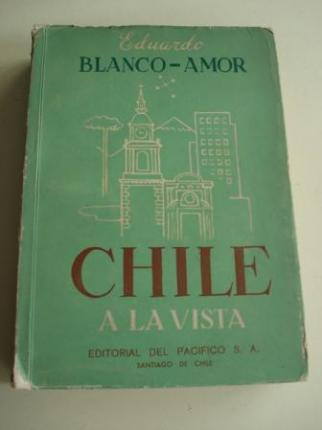 Eduardo
BLANCO-AMOR
CHILE
A LA VISTA
EDITORIAL DEL PACIFICO S. A.
SANTIAGO DE CHILE